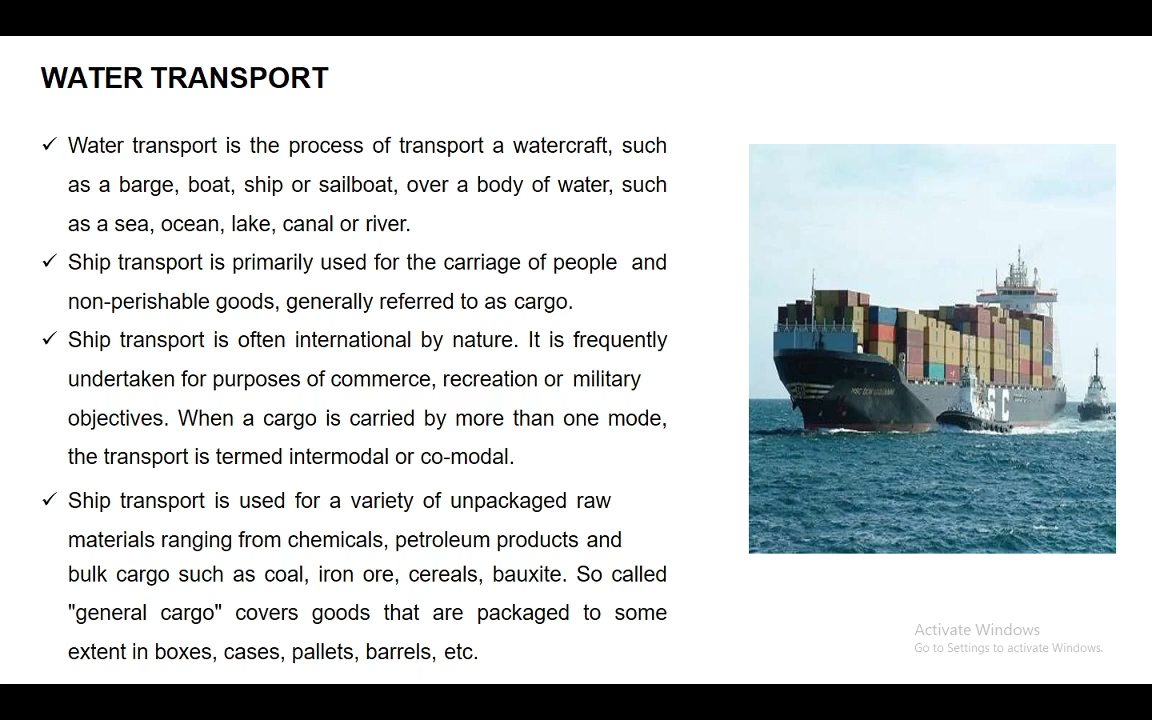 WATER TRANSPORT
✓ Water transport is the process of transport a watercraft, such
as a barge, boat, ship or sailboat, over a body of water, such
as a sea, ocean, lake, canal or river.
✓ Ship transport is primarily used for the carriage of people and
non-perishable goods, generally referred to as cargo.
✓ Ship transport is often international by nature. It is frequently
undertaken for purposes of commerce, recreation or military
objectives. When a cargo is carried by more than one mode,
the transport is termed intermodal or co-modal.
✓ Ship transport is used for a variety of unpackaged raw
materials ranging from chemicals, petroleum products and
bulk cargo such as coal, iron ore, cereals, bauxite. So called
"general cargo" covers goods that are packaged to some
extent in boxes, cases, pallets, barrels, etc.
MSC
C
Activate Windows
Go to Settings to activate Windows.